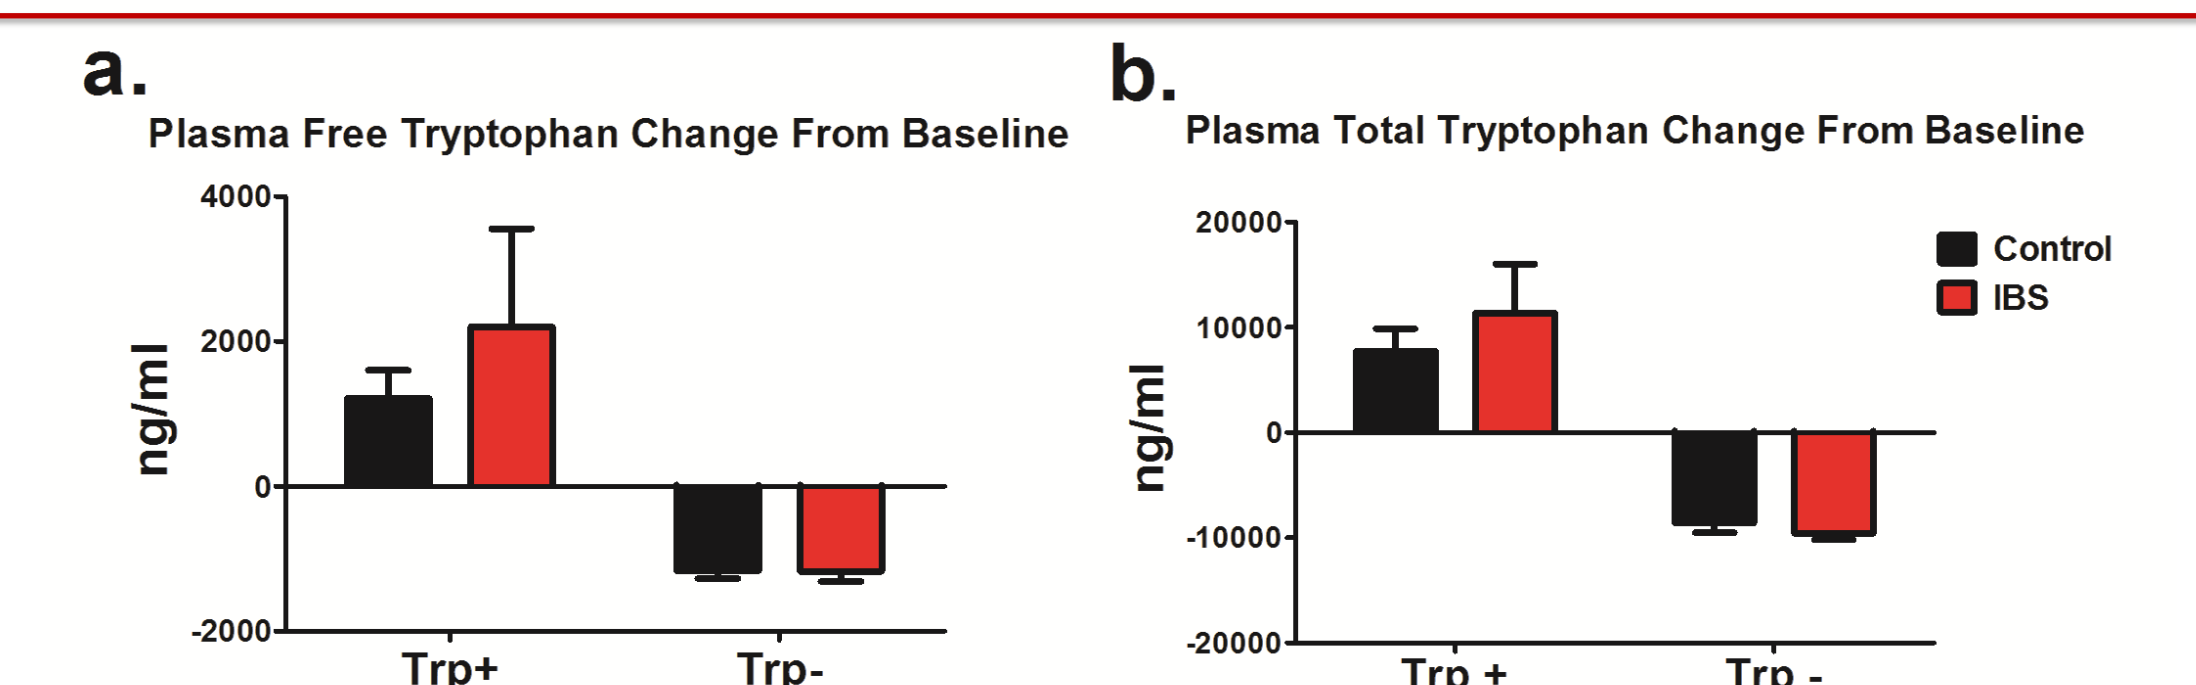 a.
Plasma Free Tryptophan Change From Baseline
4000
2000
0
-2000
ng/ml
Trp+
Trp-
b.
Plasma Total Tryptophan Change From Baseline
20000
10000
0
-10000
-20000
ng/ml
Trp +
Trp -
Control
IBS